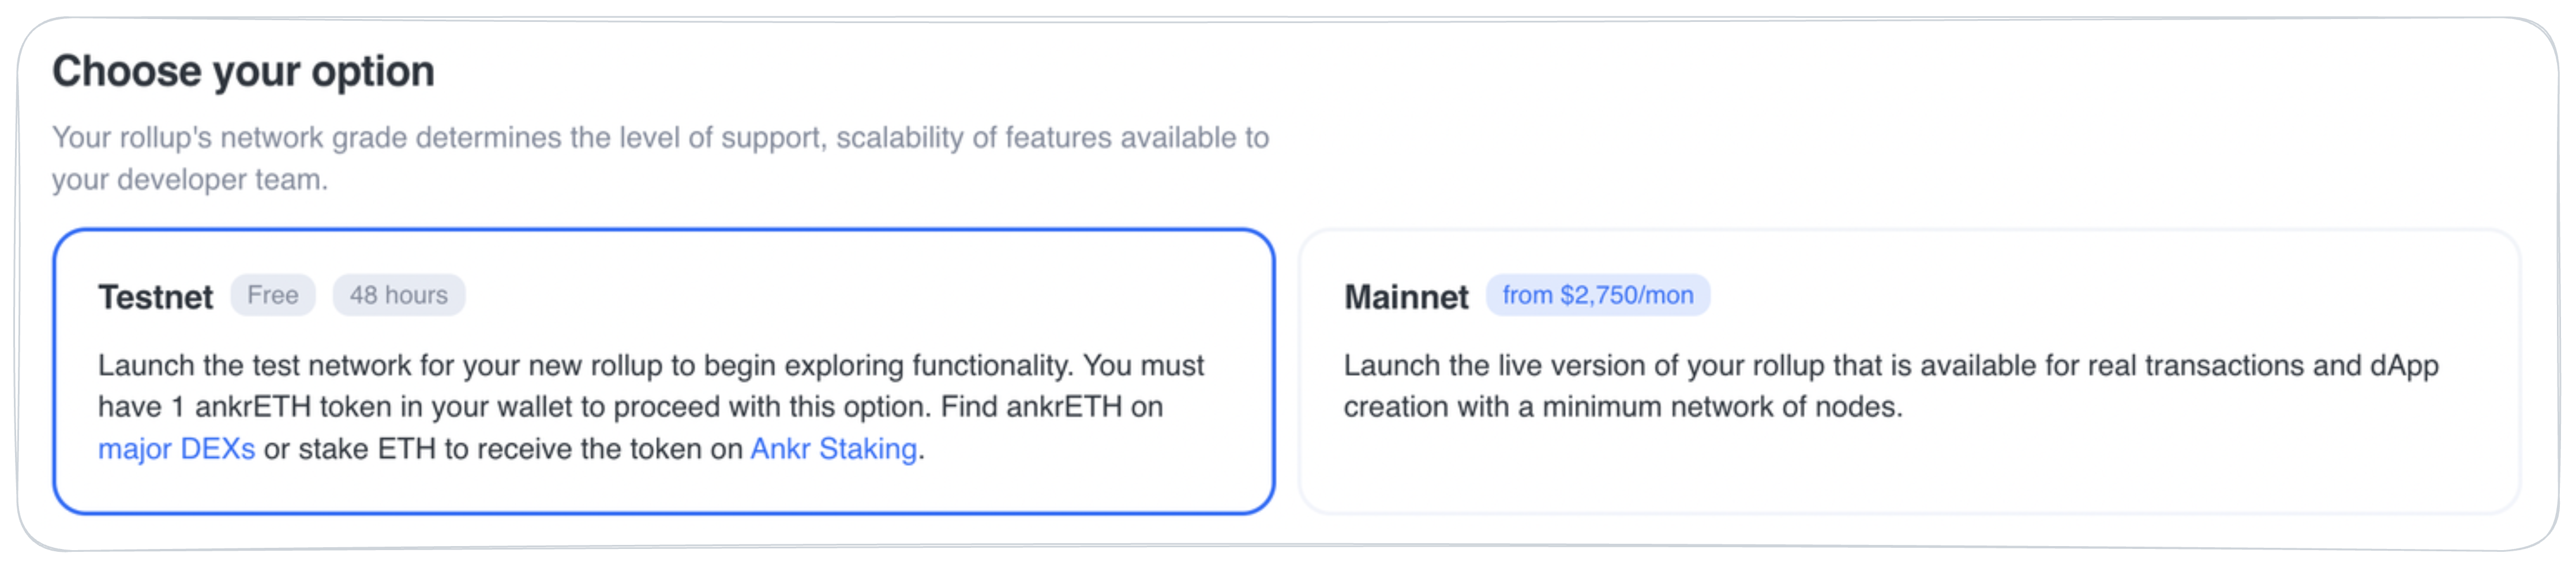 Choose your option
Your rollup's network grade determines the level of support, scalability of features available to
your developer team.
Testnet Free 48 hours
Launch the test network for your new rollup to begin exploring functionality. You must
have 1 ankrETH token in your wallet to proceed with this option. Find ankrETH on
major DEXs or stake ETH to receive the token on Ankr Staking.
Mainnet from $2,750/mon
Launch the live version of your rollup that is available for real transactions and dApp
creation with a minimum network of nodes.